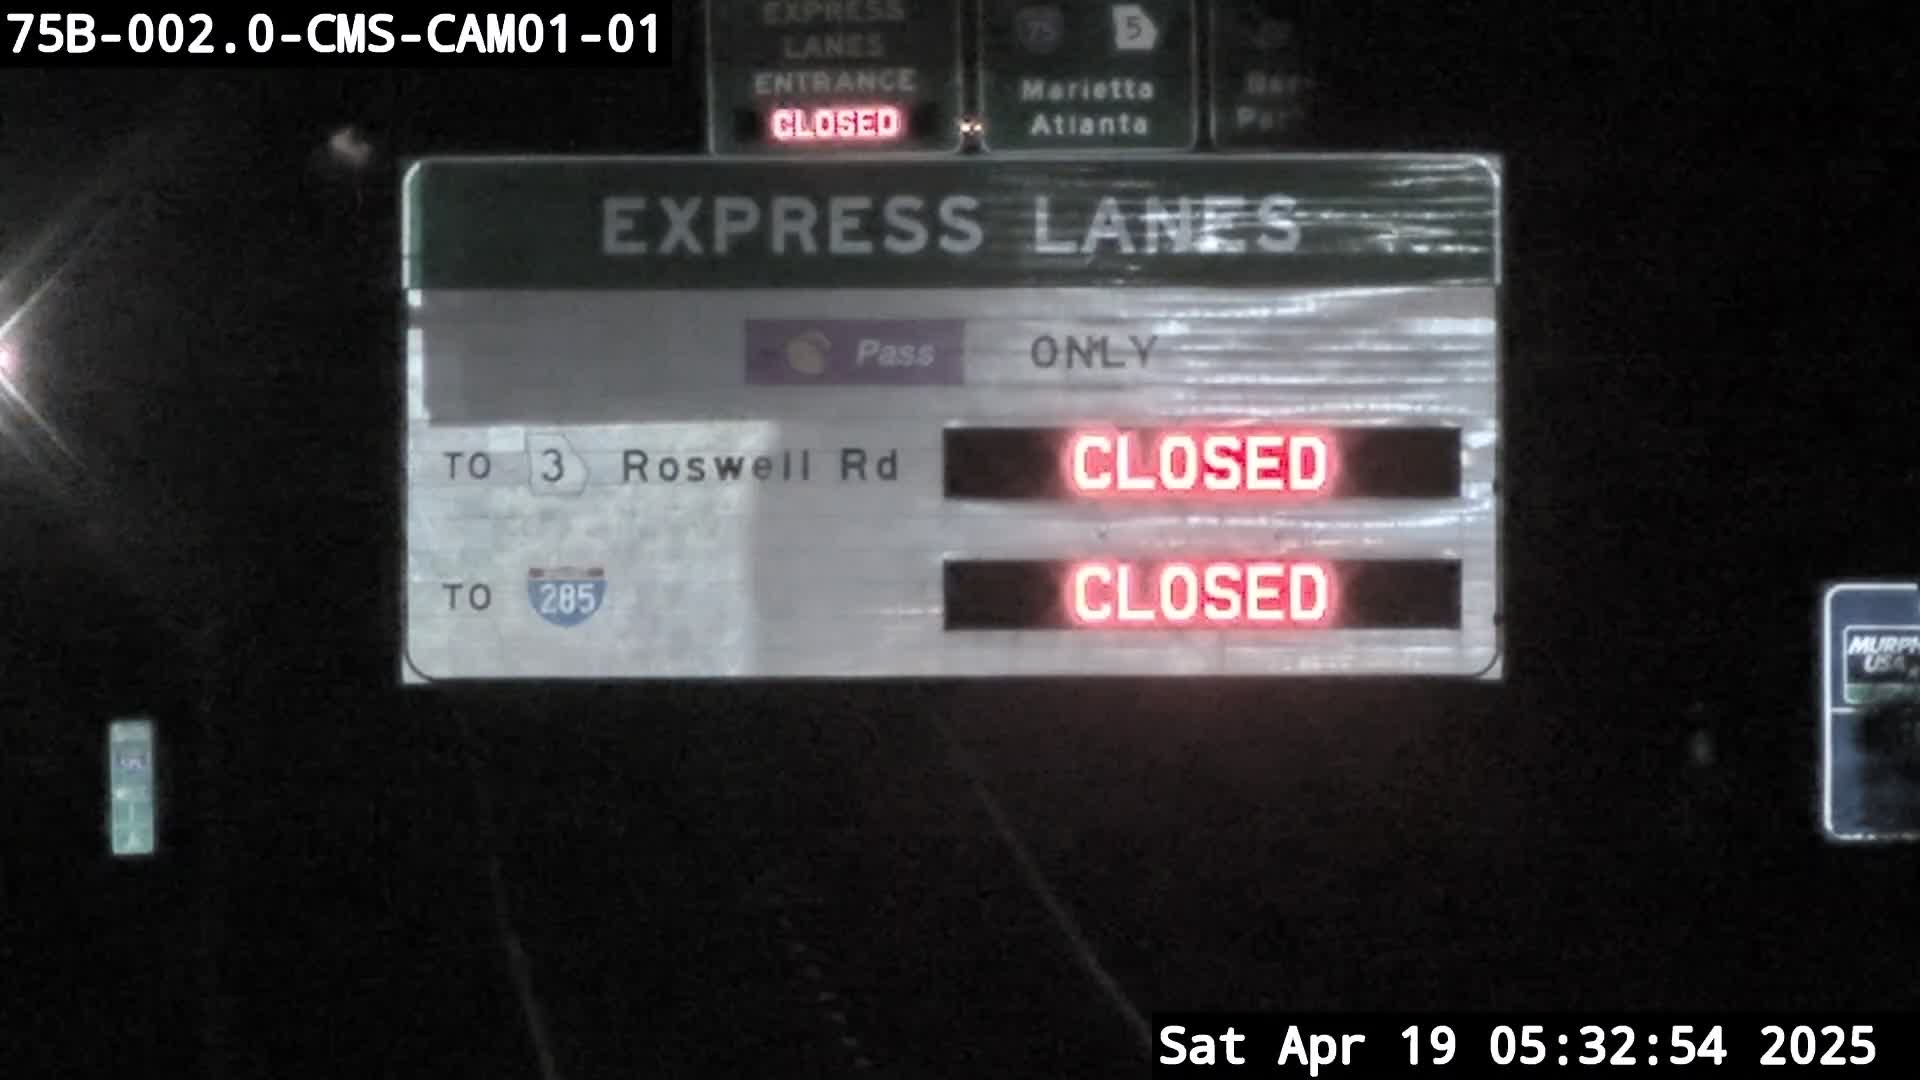 75B-002.0-CMS-CAM01-01
EXPRESS
LANES
ENTRANCE
CLOSED
75 5
Marietta
Atlanta
EXPRESS LANES
Pass ONLY
TO 3 Roswell Rd CLOSED
TO 285 CLOSED
USA
Sat Apr 19 05:32:54 2025